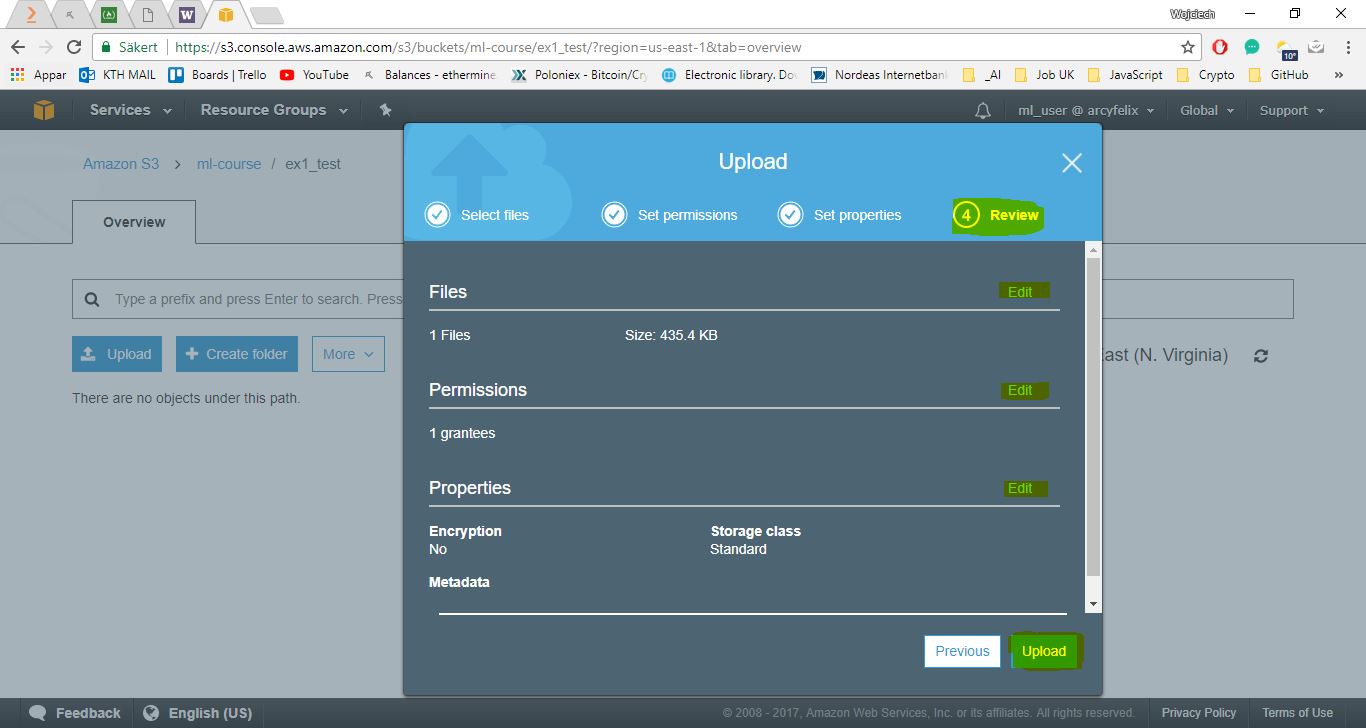 Wojciech
Säkert
https://s3.console.aws.amazon.com/s3/buckets/ml-course/ex1_test/?region=us-east-1&tab=overview
10°
Appar
KTH MAIL
Boards | Trello
YouTube
Balances - ethermine
Poloniex - Bitcoin/Cry
Electronic library. Do
Nordeas Internetban
_AI
Job UK
JavaScript
Crypto
GitHub
»
Services
Resource Groups
ml_user @ arcyfelix
Global
Support
Amazon S3 > ml-course / ex1_test
Overview
Type a prefix and press Enter to search. Press
Upload
Create folder
More
East (N. Virginia)
There are no objects under this path.
Upload
Select files
Set permissions
Set properties
4 Review
Files
Edit
1 Files
Size: 435.4 KB
Permissions
Edit
1 grantees
Properties
Edit
Encryption
No
Storage class
Standard
Metadata
Previous
Upload
Feedback
English (US)
© 2008 - 2017, Amazon Web Services, Inc. or its affiliates. All rights reserved.
Privacy Policy
Terms of Use